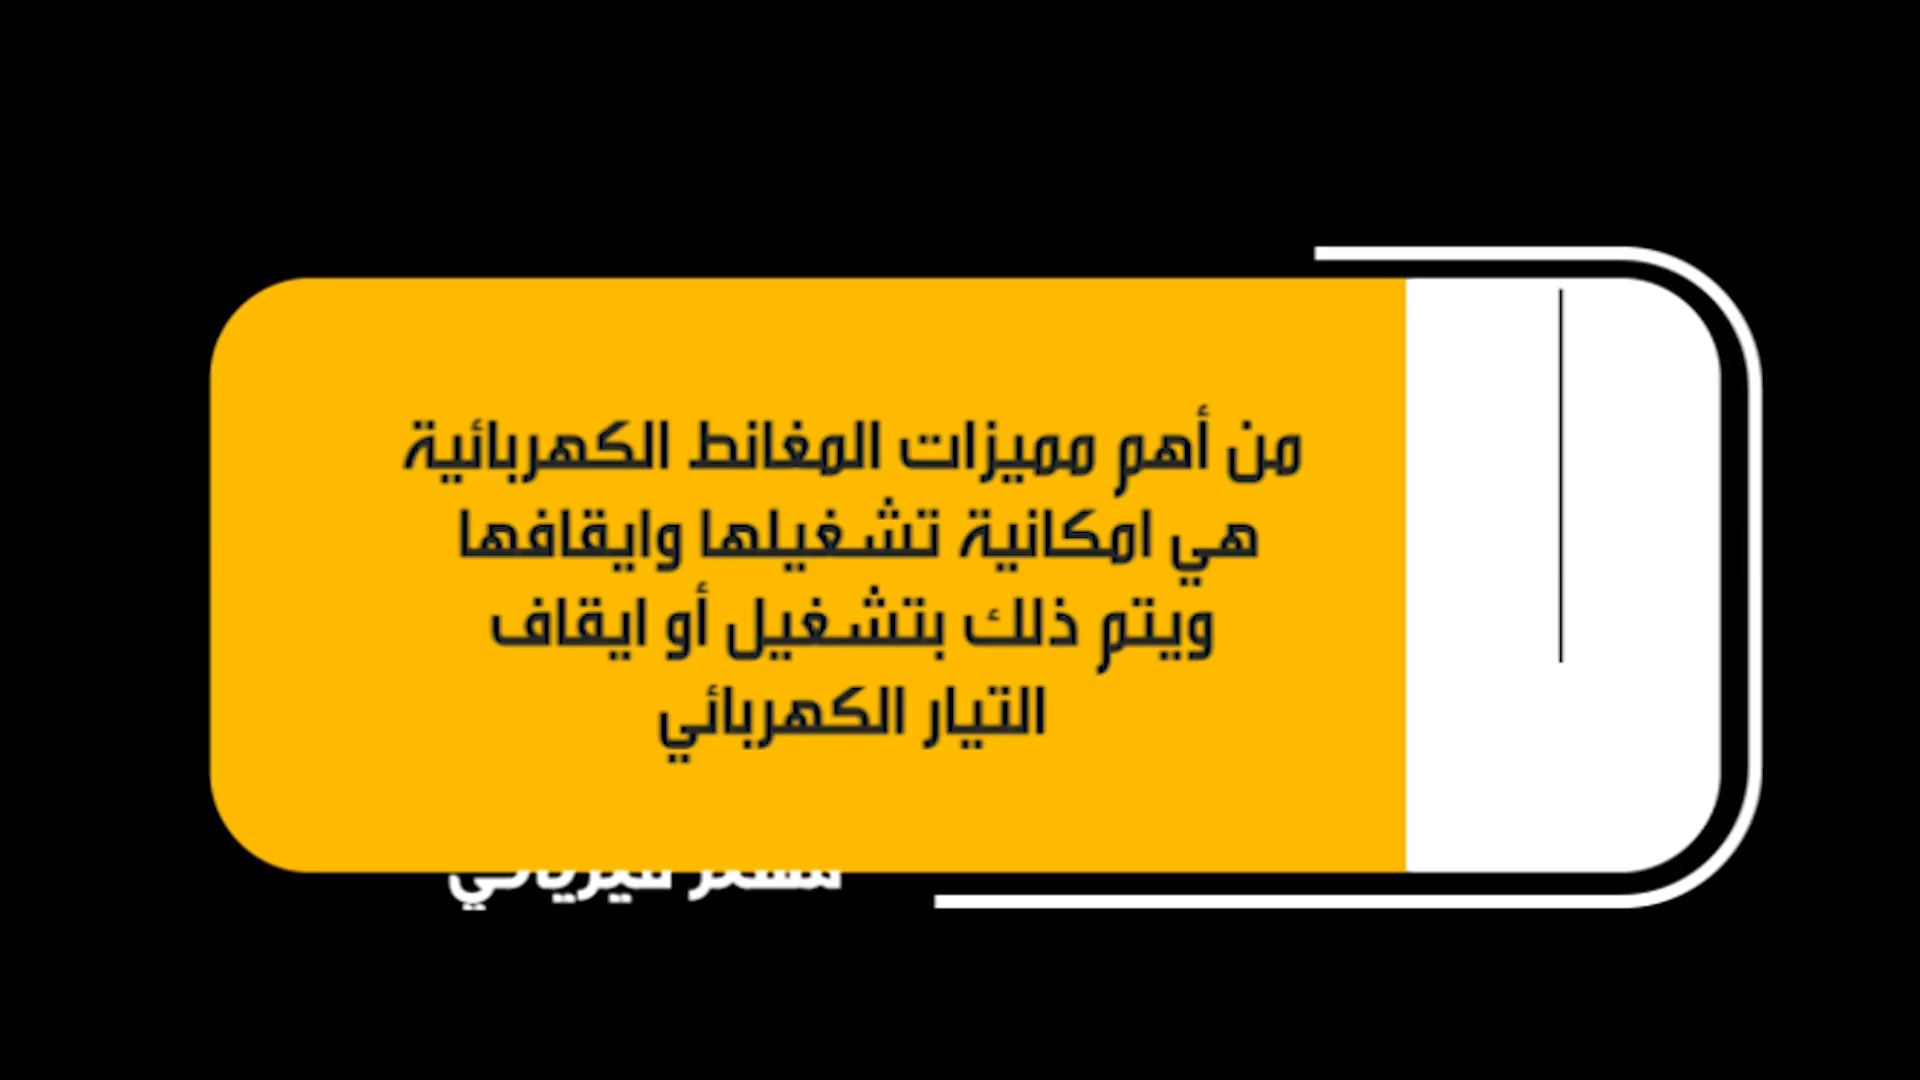 من أهم مميزات المغانط الكهربائية
هي امكانية تشغيلها وايقافها
ويتم ذلك بتشغيل أو ايقاف
التيار الكهربائي